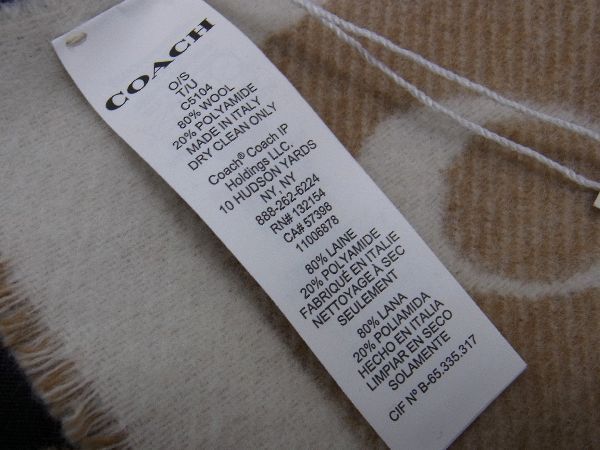 COACH
O/S
T/U
C5104
80% WOOL
20% POLYAMIDE
MADE IN ITALY
DRY CLEAN ONLY
Coach® Coach IP
Holdings LLC.
10 HUDSON YARDS
NY, NY
888-262-6224
RN# 132154
CA# 57398
11006878
80% LAINE
20% POLYAMIDE
FABRIQUÉ EN ITALIE
NETTOYAGE À SEC
SEULEMENT
80% LANA
20% POLIAMIDA
HECHO EN ITALIA
LIMPIAR EN SECO
SOLAMENTE
CIF Nº B-65.335.317